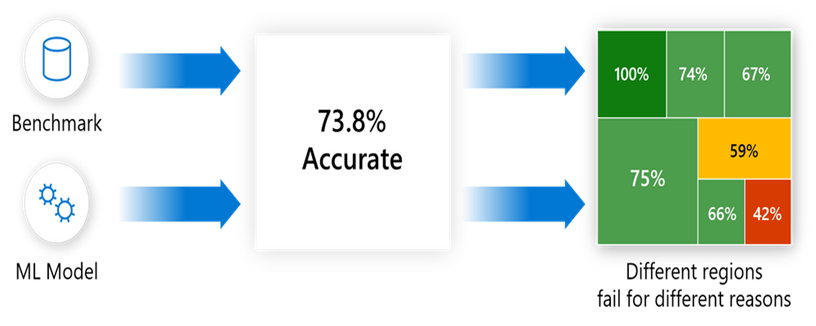 Benchmark
ML Model
73.8%
Accurate
100%
74%
67%
75%
59%
66%
42%
Different regions
fail for different reasons